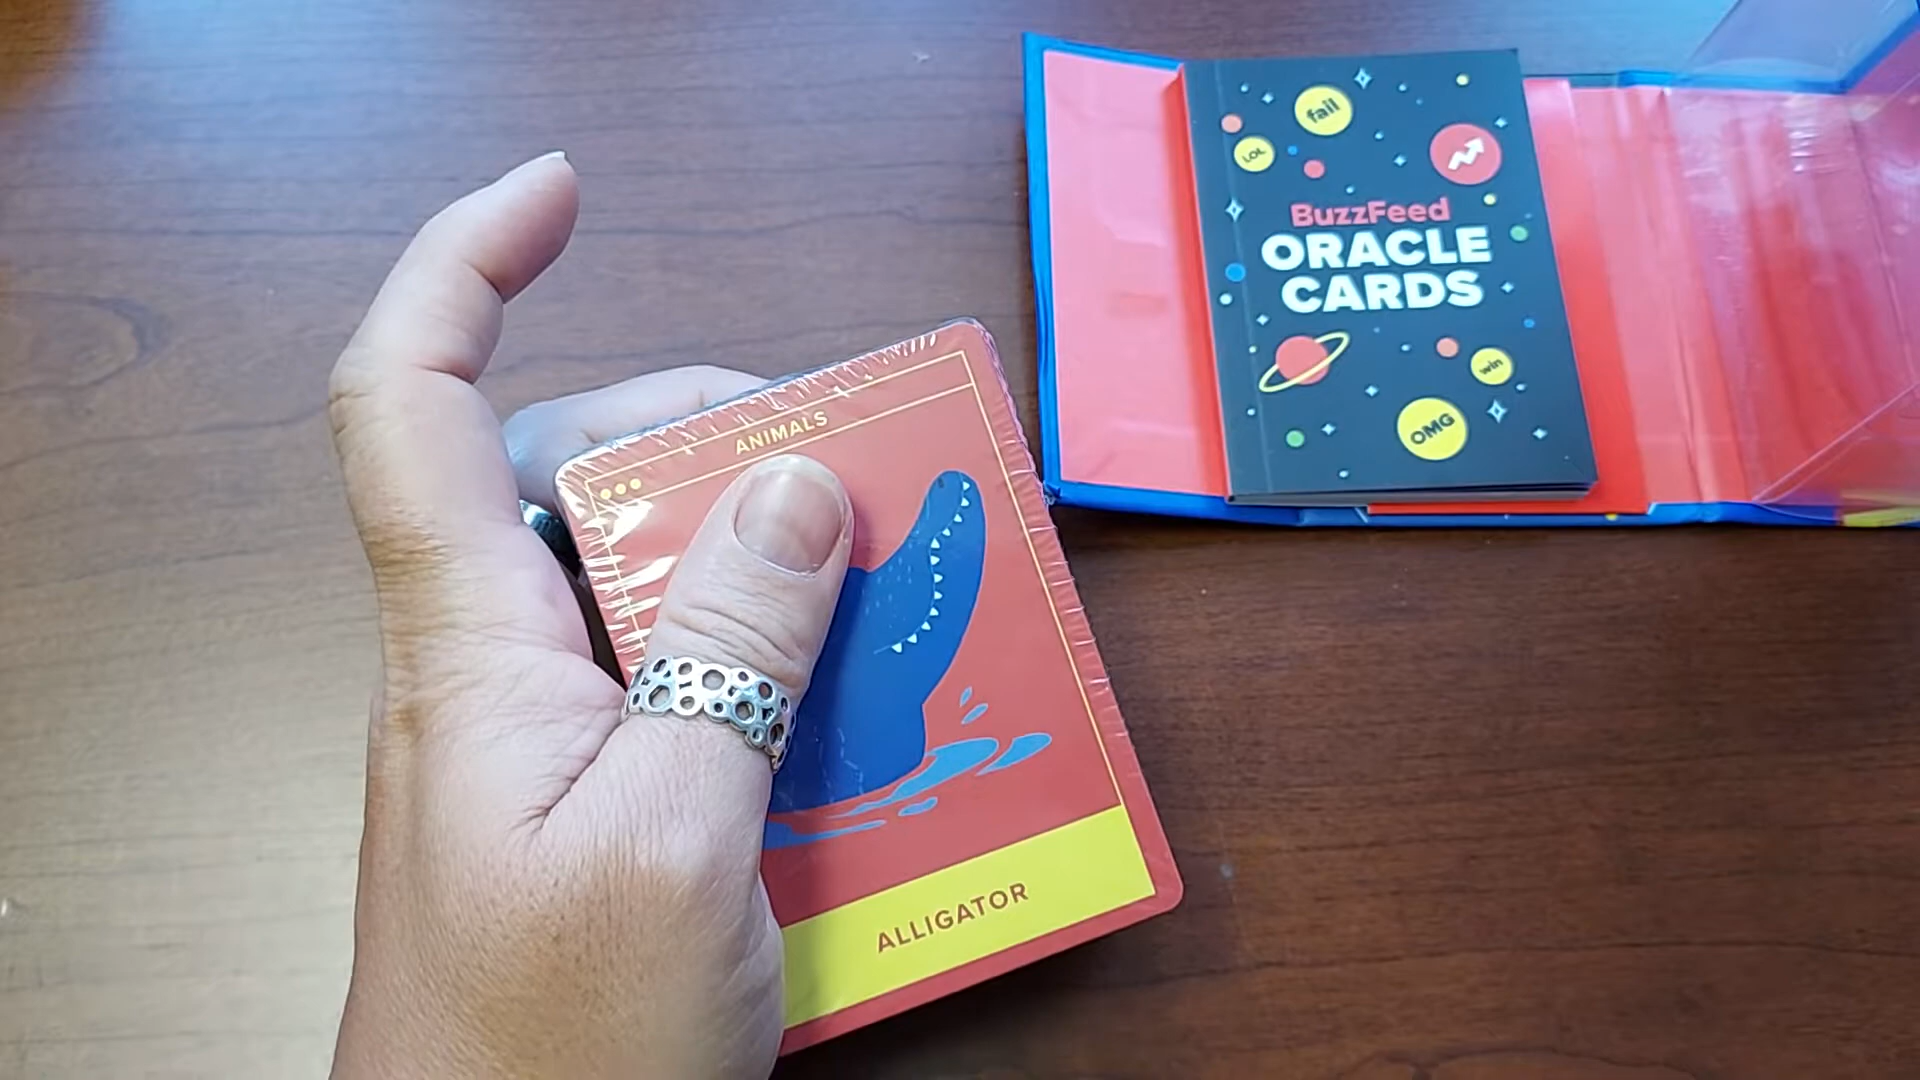 fail
LOL
BuzzFeed
ORACLE
CARDS
win
OMG
ANIMALS
ALLIGATOR